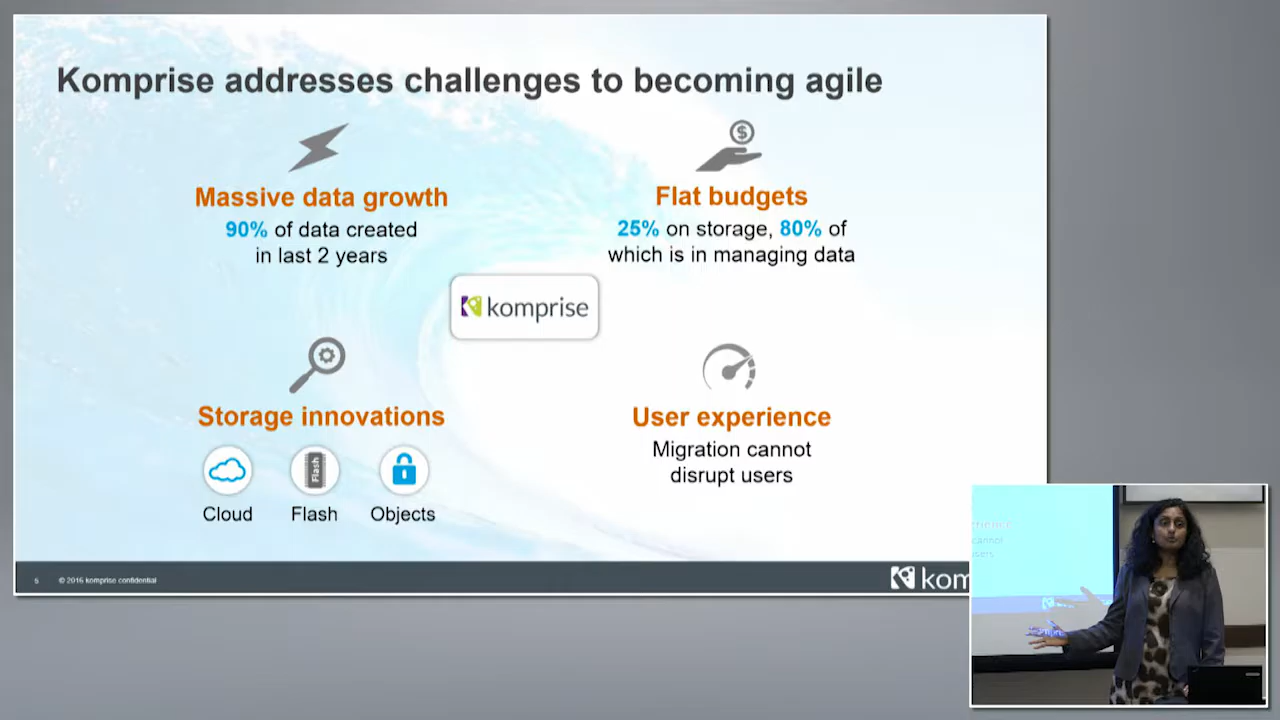 Komprise addresses challenges to becoming agile
Massive data growth
90% of data created
in last 2 years
Flat budgets
25% on storage, 80% of
which is in managing data
komprise
Storage innovations
Flash
Cloud
Flash
Objects
User experience
Migration cannot
disrupt users
5
© 2016 komprise confidential
kom
cannot